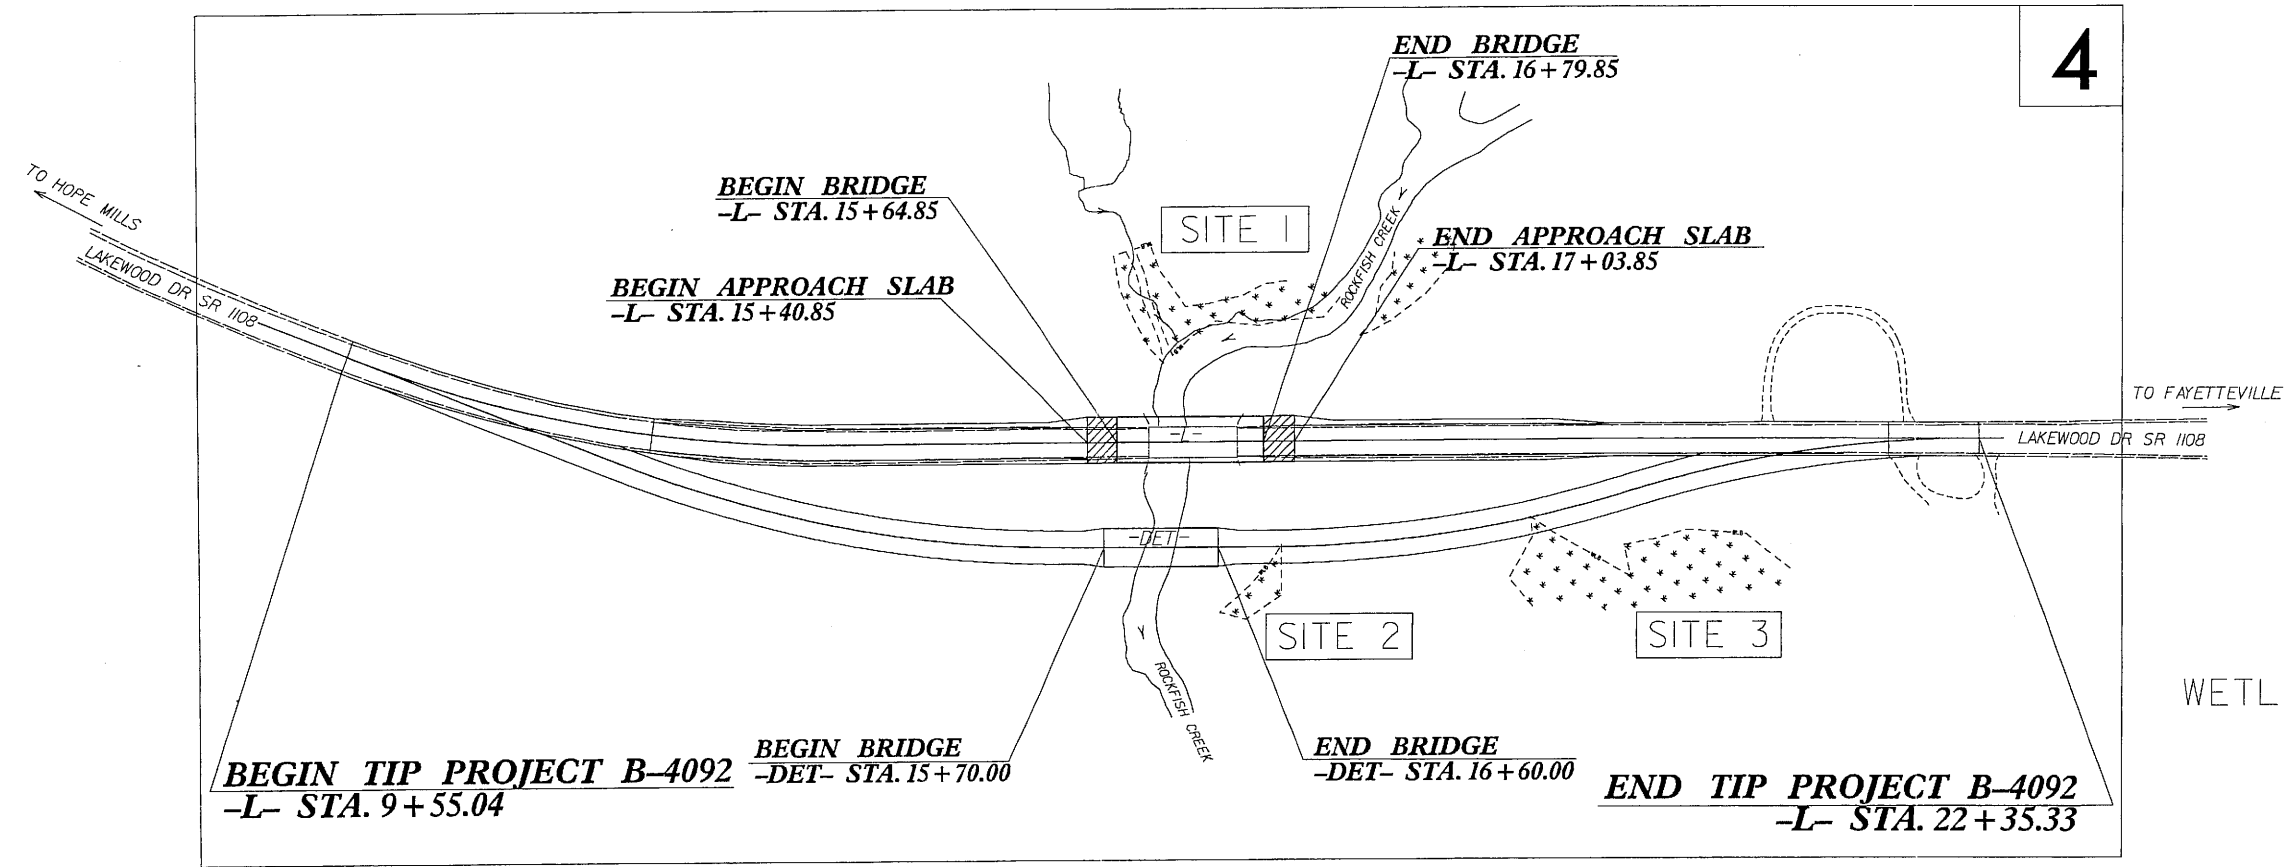 4
END BRIDGE
-L- STA. 16+79.85
TO HOPE MILLS
BEGIN BRIDGE
-L- STA. 15+64.85
SITE 1
ROCKFISH CREEK
END APPROACH SLAB
-L- STA. 17+03.85
LAKEWOOD DR SR 1108
BEGIN APPROACH SLAB
-L- STA. 15+40.85
TO FAYETTEVILLE
-L-
LAKEWOOD DR SR 1108
-DET-
SITE 2
SITE 3
ROCKFISH CREEK
WETL
BEGIN TIP PROJECT B-4092
-L- STA. 9+55.04
BEGIN BRIDGE
-DET- STA. 15+70.00
END BRIDGE
-DET- STA. 16+60.00
END TIP PROJECT B-4092
-L- STA. 22+35.33